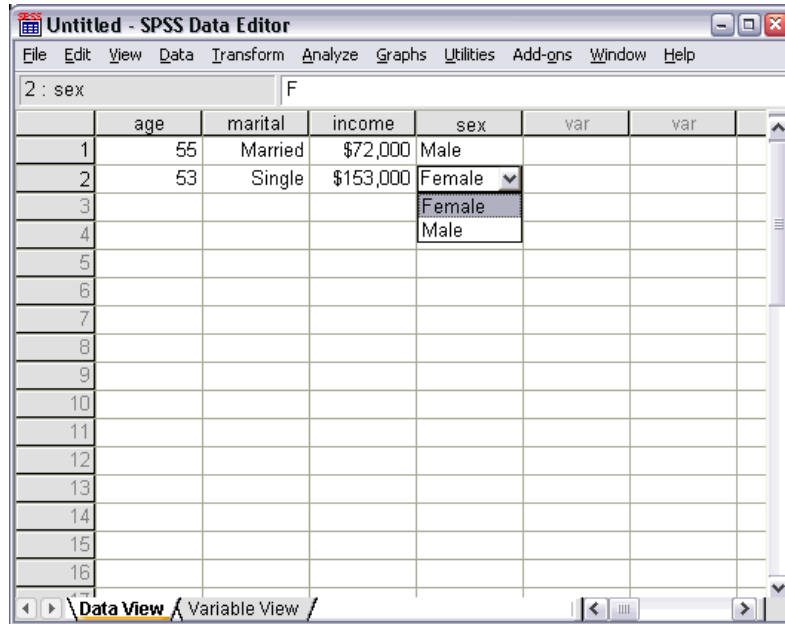 SPSS
Untitled - SPSS Data Editor
File Edit View Data Transform Analyze Graphs Utilities Add-ons Window Help
2 : sex F
age marital income sex var var
1 55 Married $72,000 Male
2 53 Single $153,000 Female
3 Female
4 Male
5
6
7
8
9
10
11
12
13
14
15
16
Data View Variable View